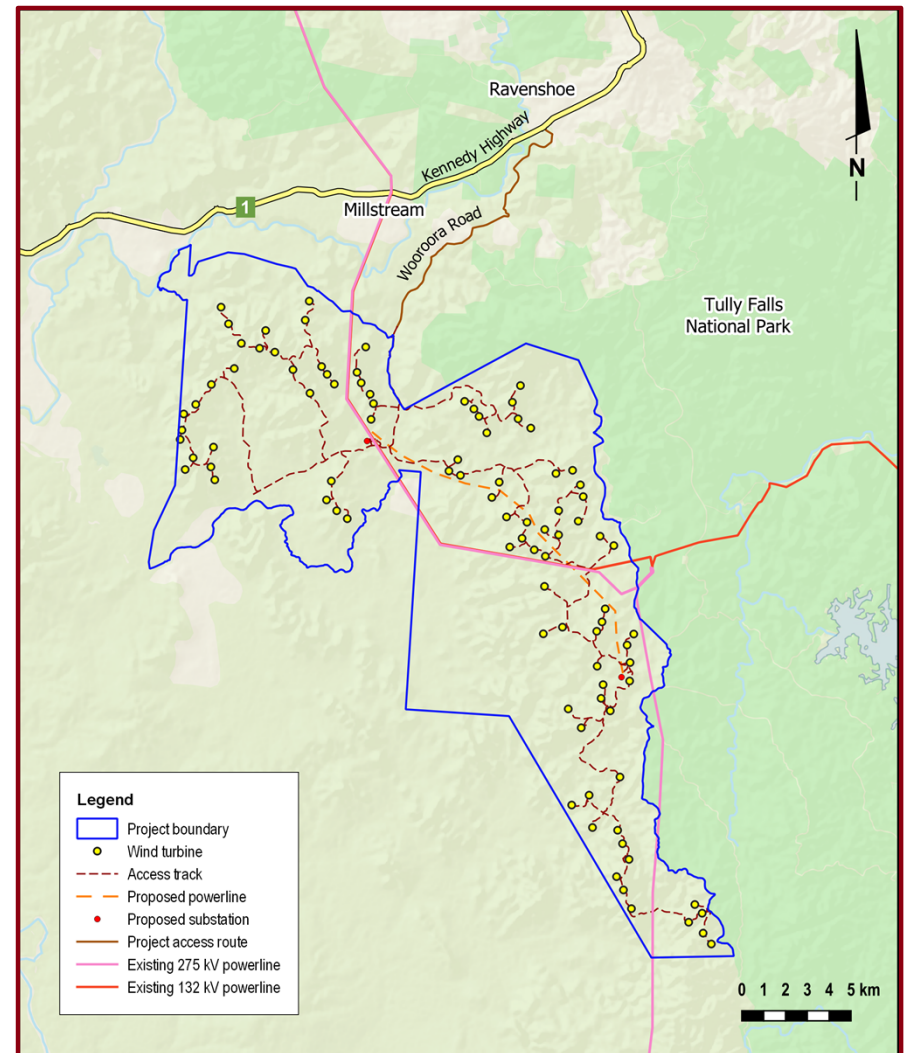 Ravenshoe
Kennedy Highway
N
1
Millstream
Wooroora Road
Tully Falls
National Park
Legend
Project boundary
Wind turbine
Access track
Proposed powerline
Proposed substation
Project access route
Existing 275 kV powerline
Existing 132 kV powerline
0 1 2 3 4 5 km